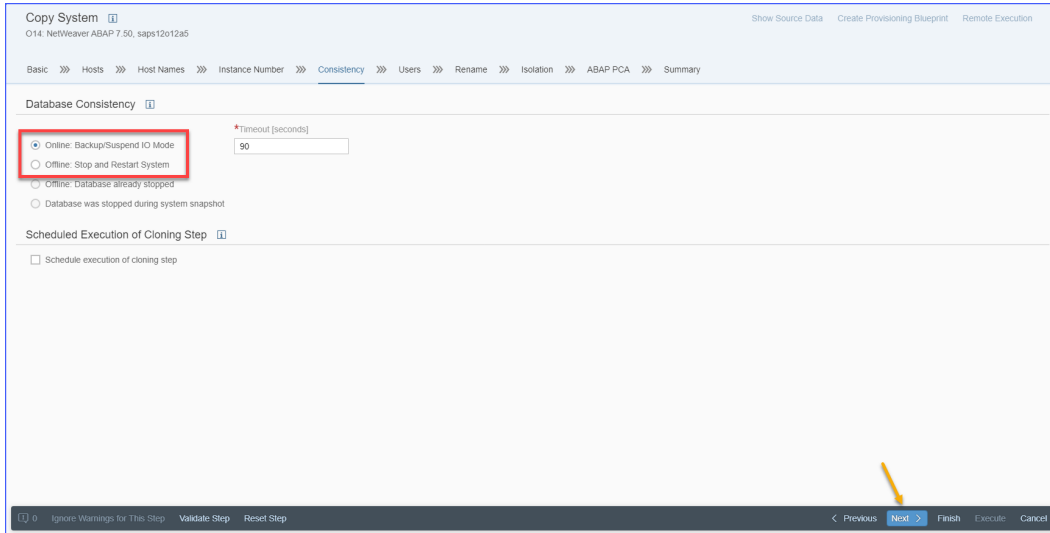 Copy System
Show Source Data Create Provisioning Blueprint Remote Execution
O14: NetWeaver ABAP 7.50, saps12o12a5
Basic Hosts Host Names Instance Number Consistency Users Rename Isolation ABAP PCA Summary
Database Consistency
*Timeout [seconds]
Online: Backup/Suspend IO Mode
90
Offline: Stop and Restart System
Offline: Database already stopped
Database was stopped during system snapshot
Scheduled Execution of Cloning Step
Schedule execution of cloning step
0 Ignore Warnings for This Step Validate Step Reset Step < Previous Next > Finish Execute Cancel